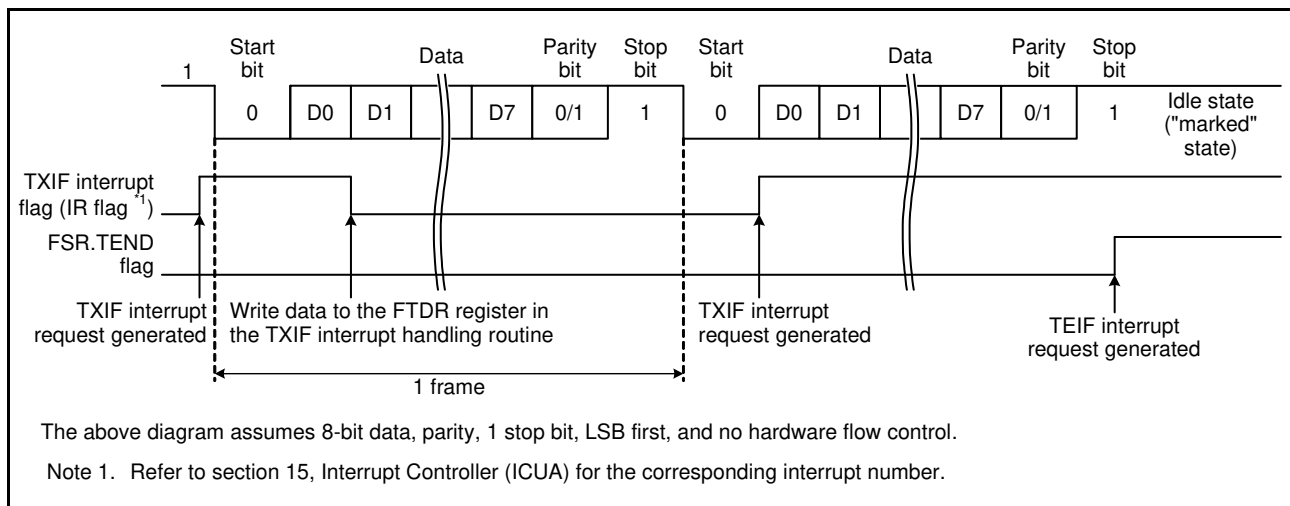 Start bit
Data
Parity bit
Stop bit
Start bit
Data
Parity bit
Stop bit
1
0
D0
D1
D7
0/1
1
0
D0
D1
D7
0/1
1
Idle state
("marked"
state)
TXIF interrupt
flag (IR flag *1)
FSR.TEND
flag
TXIF interrupt
request generated
Write data to the FTDR register in
the TXIF interrupt handling routine
TXIF interrupt
request generated
TEIF interrupt
request generated
1 frame
The above diagram assumes 8-bit data, parity, 1 stop bit, LSB first, and no hardware flow control.
Note 1. Refer to section 15, Interrupt Controller (ICUA) for the corresponding interrupt number.